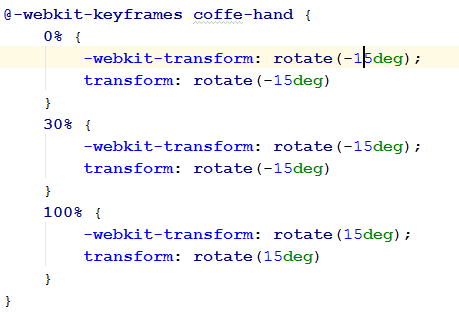 @-webkit-keyframes coffe-hand {
0% {
-webkit-transform: rotate(-15deg);
transform: rotate(-15deg)
}
30% {
-webkit-transform: rotate(-15deg);
transform: rotate(-15deg)
}
100% {
-webkit-transform: rotate(15deg);
transform: rotate(15deg)
}
}